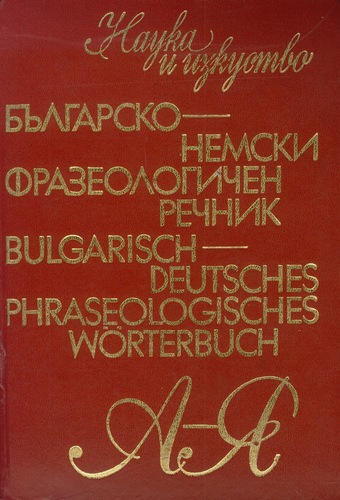 Наука
и изкуство
БЪЛГАРСКО—
НЕМСКИ
ФРАЗЕОЛОГИЧЕН
РЕЧНИК
BULGARISCH—
DEUTSCHES
PHRASEOLOGISCHES
WÖRTERBUCH
А—Я